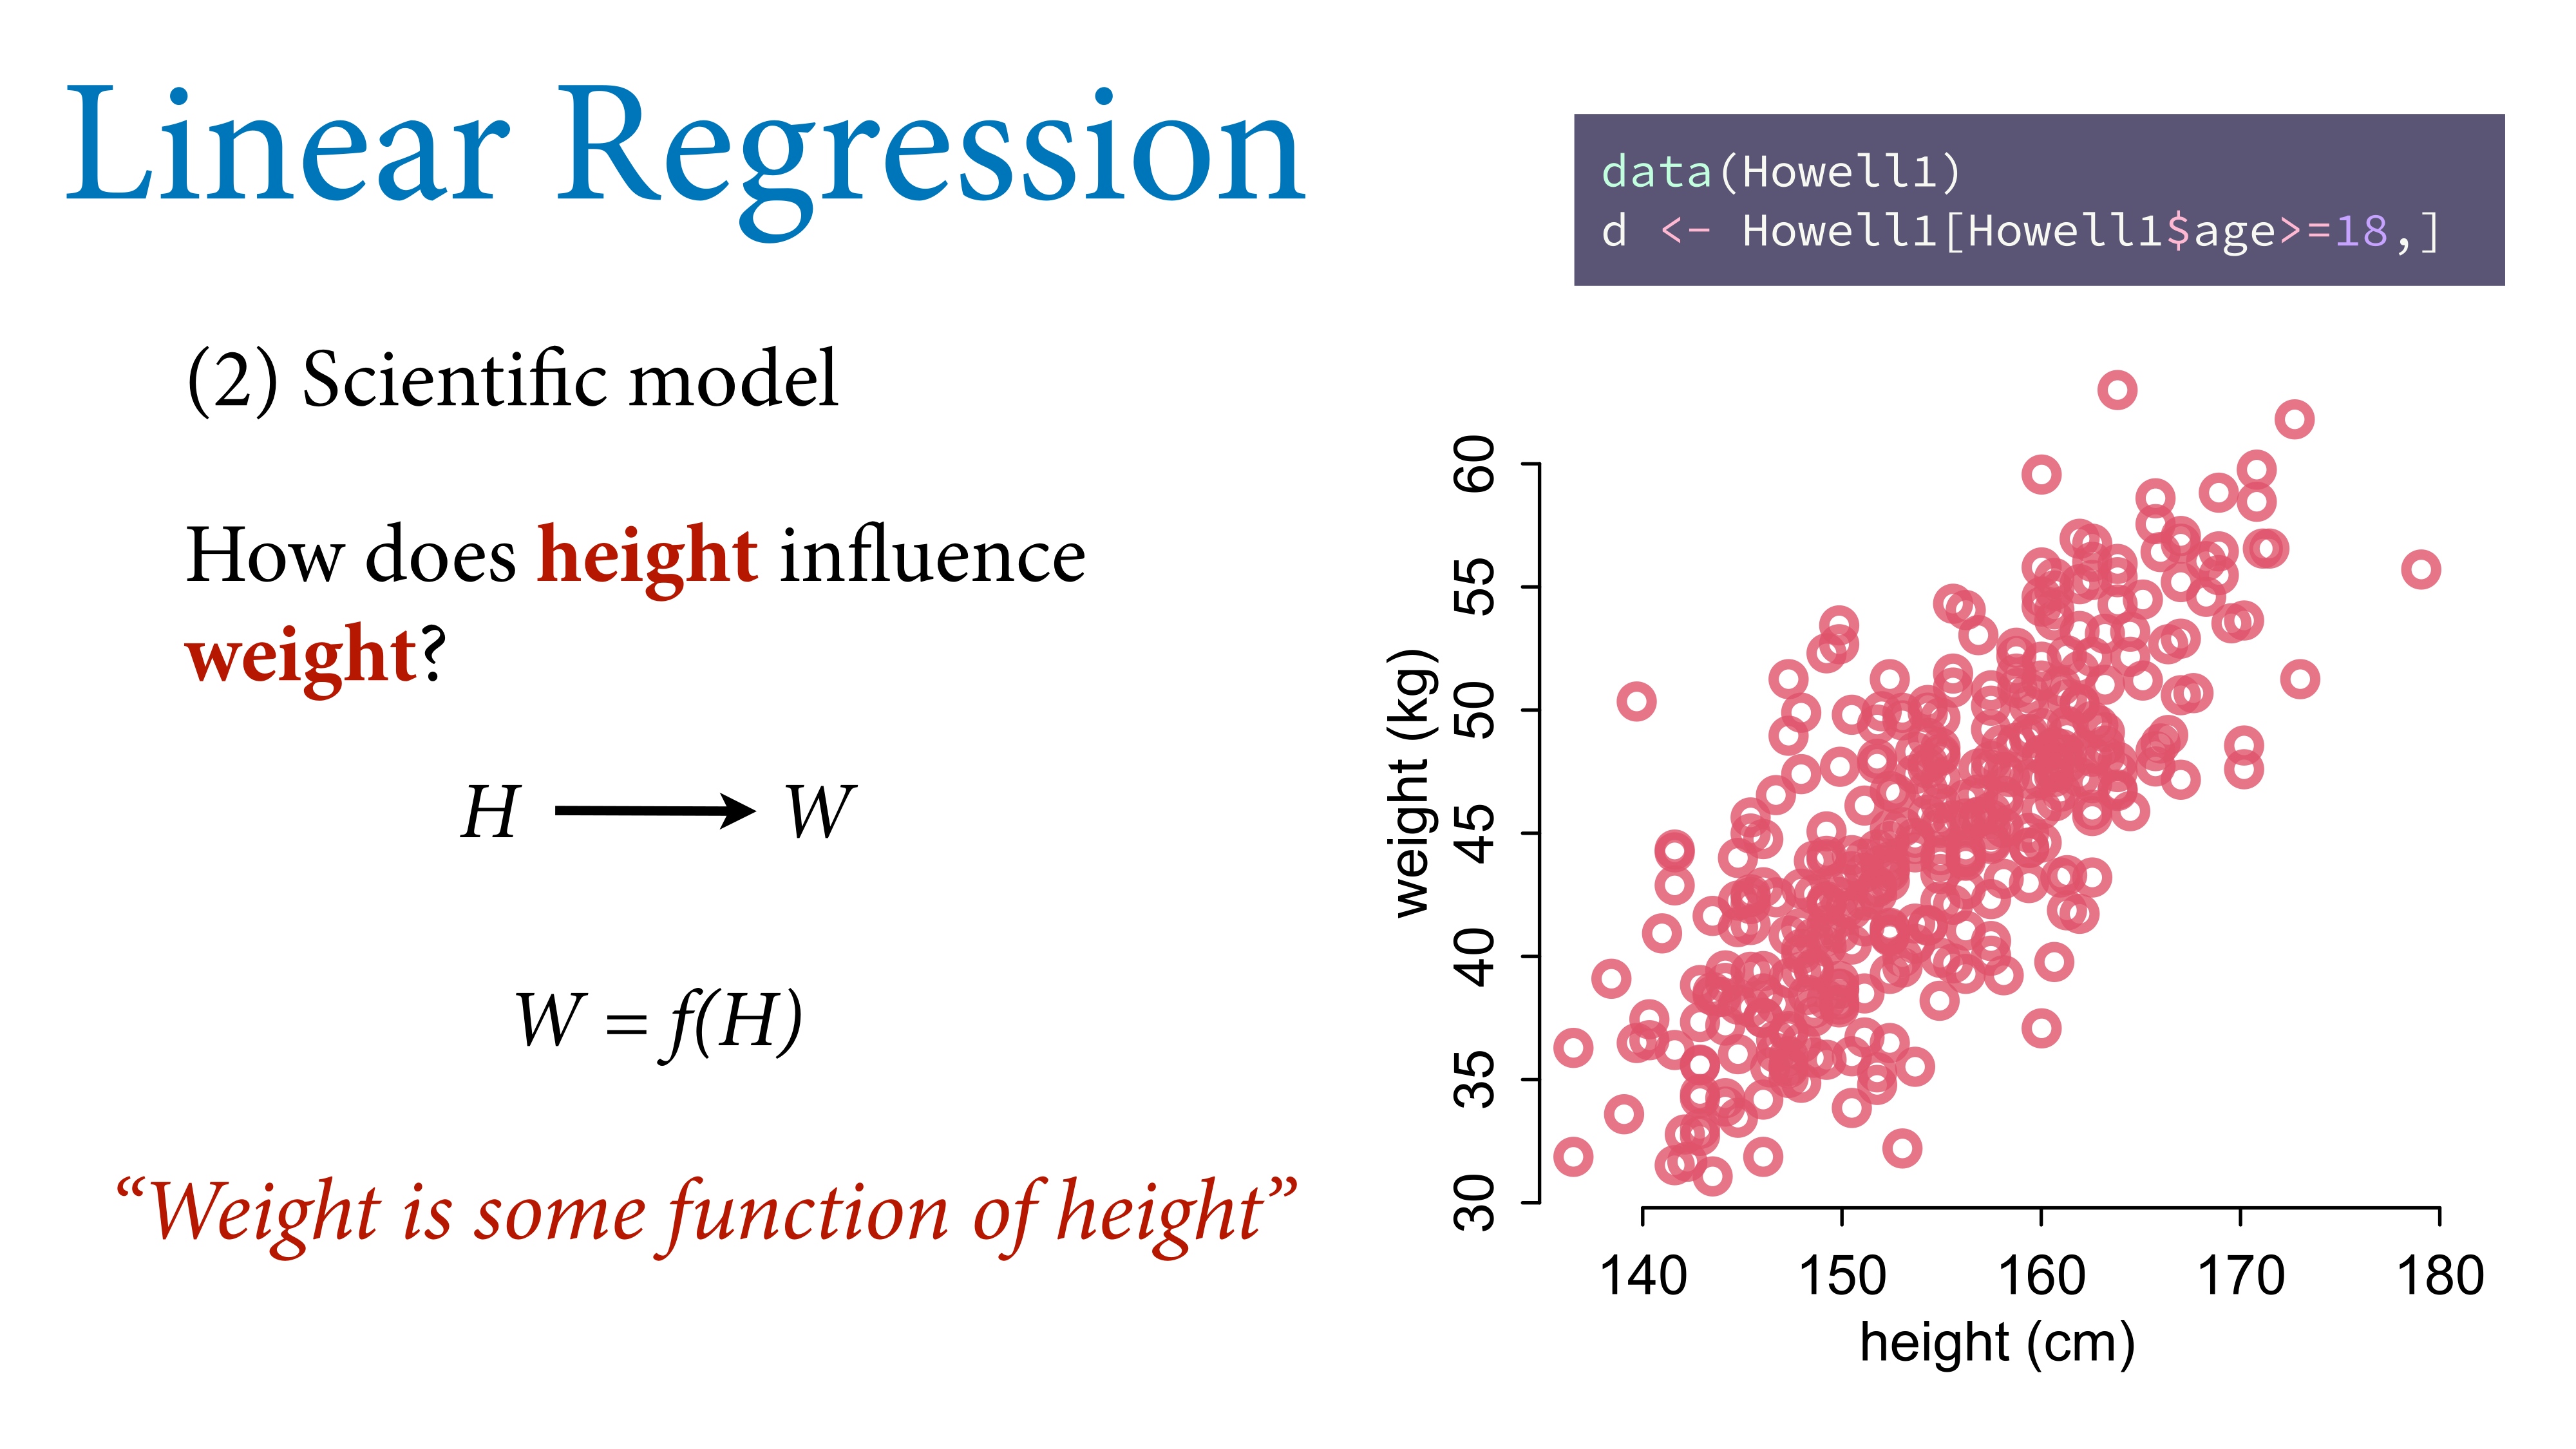 Linear Regression
data(Howell1)
d <- Howell1[Howell1$age>=18,]
(2) Scientific model
How does height influence
weight?
H W
W = f(H)
“Weight is some function of height”
weight (kg)
60
55
50
45
40
35
30
140 150 160 170 180
height (cm)